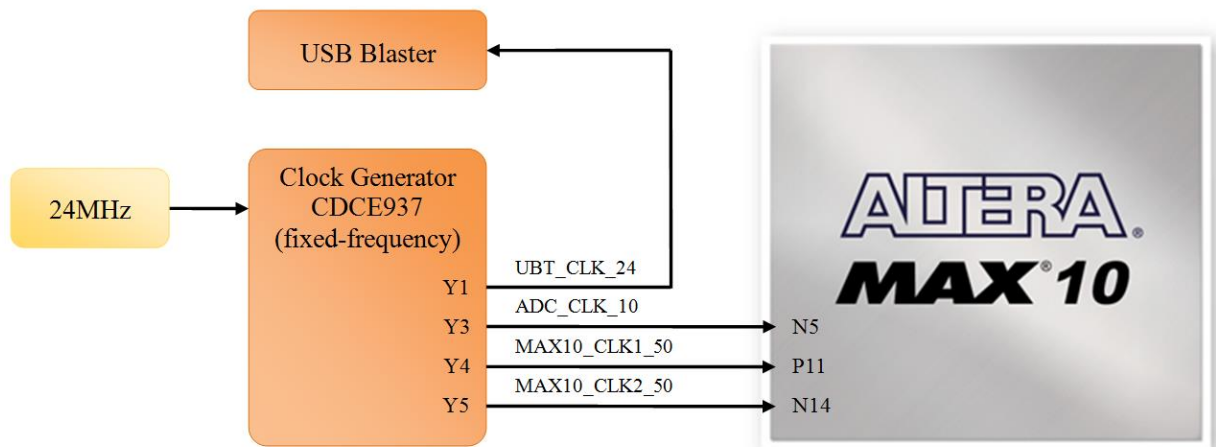 USB Blaster
24MHz
Clock Generator
CDCE937
(fixed-frequency)
UBT_CLK_24
Y1
ADC_CLK_10
Y3
N5
MAX10_CLK1_50
Y4
P11
MAX10_CLK2_50
Y5
N14
ALTERA®
MAX® 10